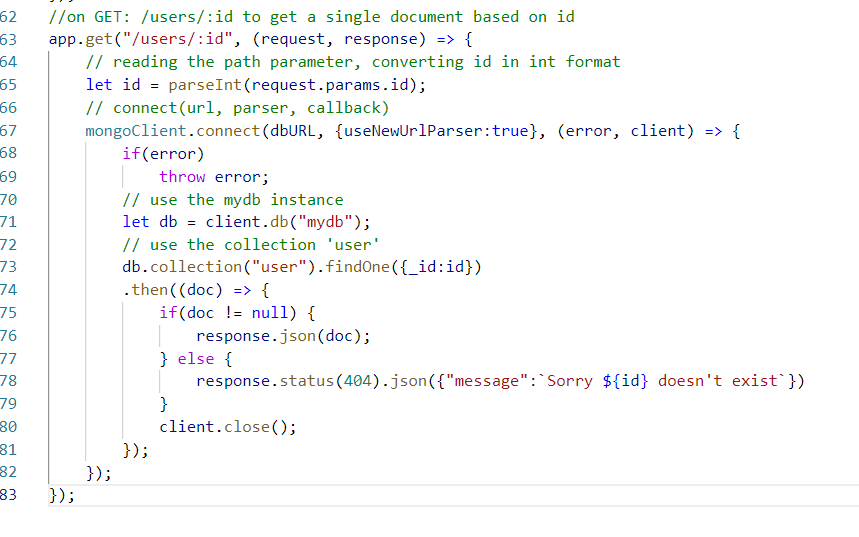 62 //on GET: /users/:id to get a single document based on id
63 app.get("/users/:id", (request, response) => {
64 // reading the path parameter, converting id in int format
65 let id = parseInt(request.params.id);
66 // connect(url, parser, callback)
67 mongoClient.connect(dbURL, {useNewUrlParser:true}, (error, client) => {
68 if(error)
69 throw error;
70 // use the mydb instance
71 let db = client.db("mydb");
72 // use the collection 'user'
73 db.collection("user").findOne({_id:id})
74 .then((doc) => {
75 if(doc != null) {
76 response.json(doc);
77 } else {
78 response.status(404).json({"message":`Sorry ${id} doesn't exist`})
79 }
80 client.close();
81 });
82 });
83 });